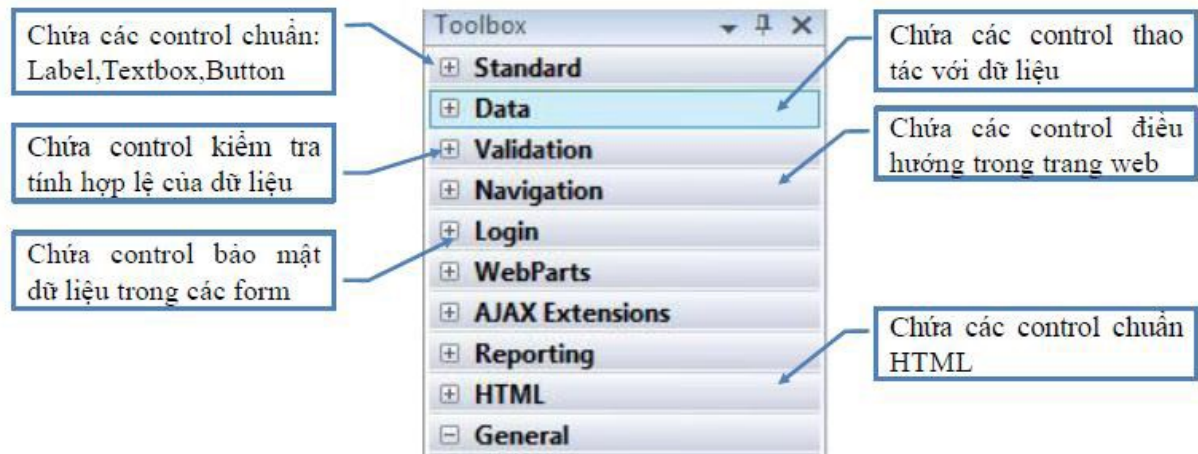 Chứa các control chuẩn:
Label,Textbox,Button
Chứa control kiểm tra
tính hợp lệ của dữ liệu
Chứa control bảo mật
dữ liệu trong các form
Toolbox
Standard
Data
Validation
Navigation
Login
WebParts
AJAX Extensions
Reporting
HTML
General
Chứa các control thao
tác với dữ liệu
Chứa các control điều
hướng trong trang web
Chứa các control chuẩn
HTML